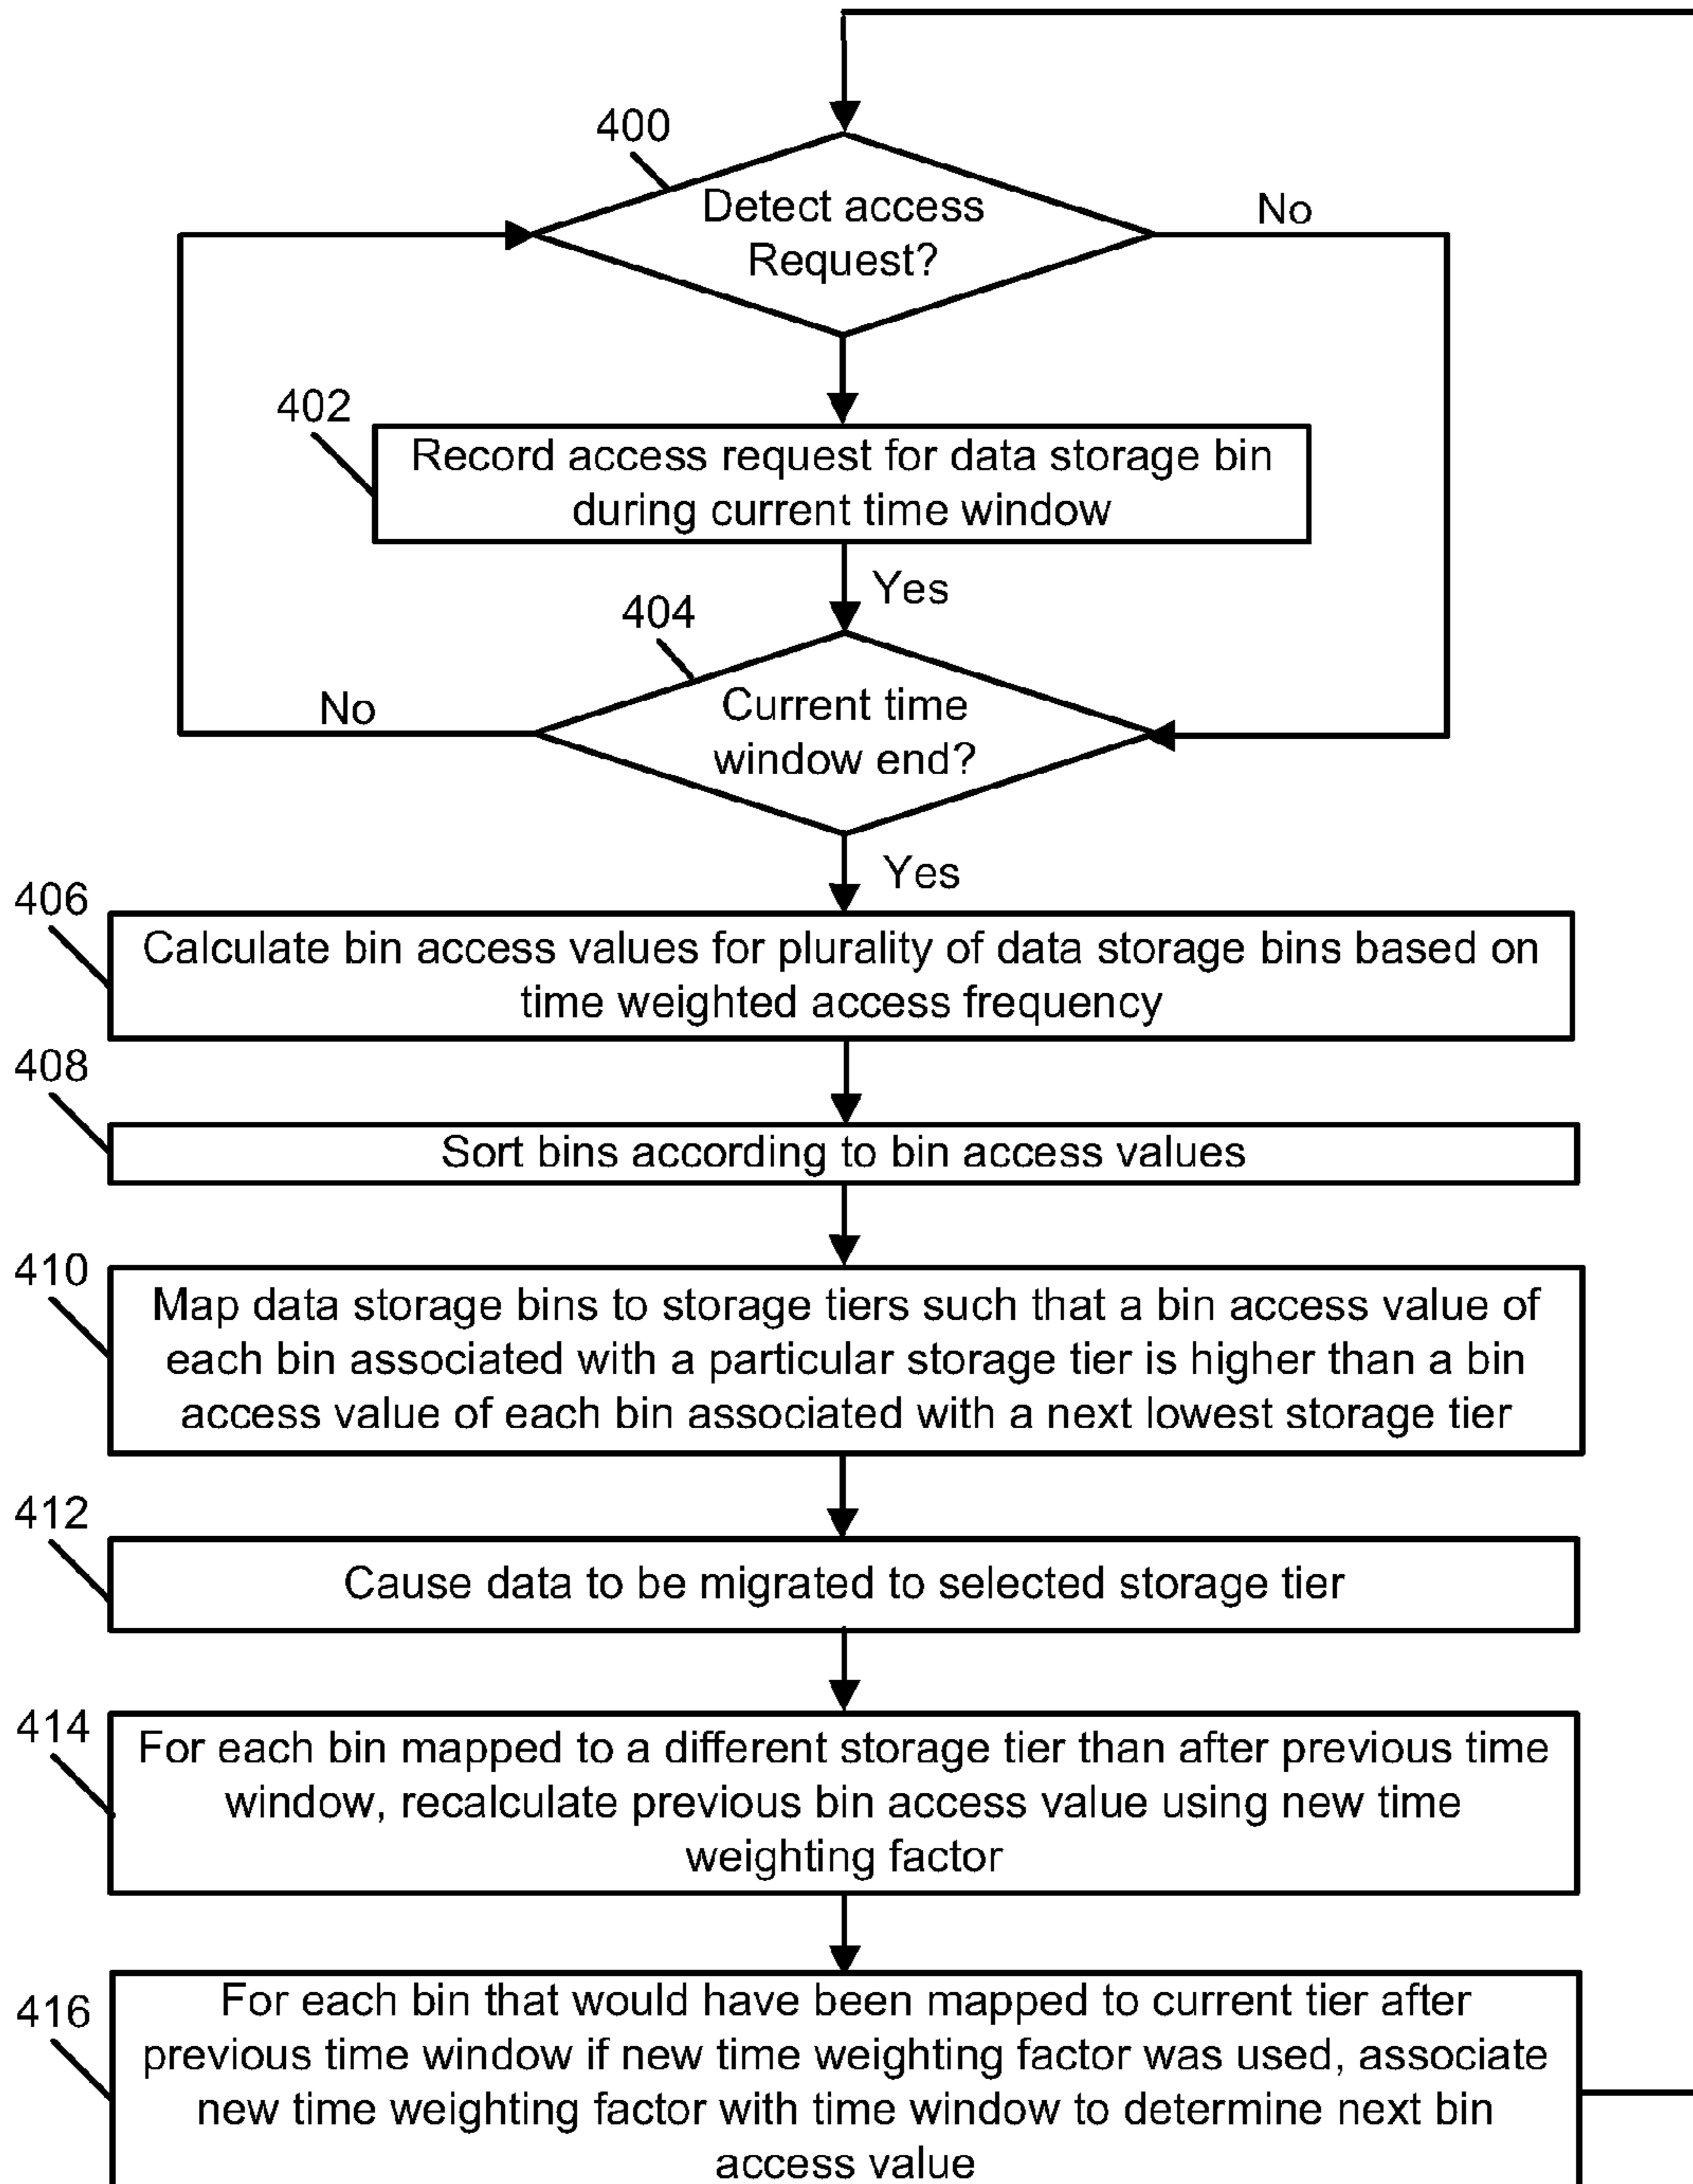 400
Detect access
Request?
No
402
Record access request for data storage bin
during current time window
Yes
404
Current time
window end?
No
Yes
406
Calculate bin access values for plurality of data storage bins based on
time weighted access frequency
408
Sort bins according to bin access values
410
Map data storage bins to storage tiers such that a bin access value of
each bin associated with a particular storage tier is higher than a bin
access value of each bin associated with a next lowest storage tier
412
Cause data to be migrated to selected storage tier
414
For each bin mapped to a different storage tier than after previous time
window, recalculate previous bin access value using new time
weighting factor
416
For each bin that would have been mapped to current tier after
previous time window if new time weighting factor was used, associate
new time weighting factor with time window to determine next bin
access value